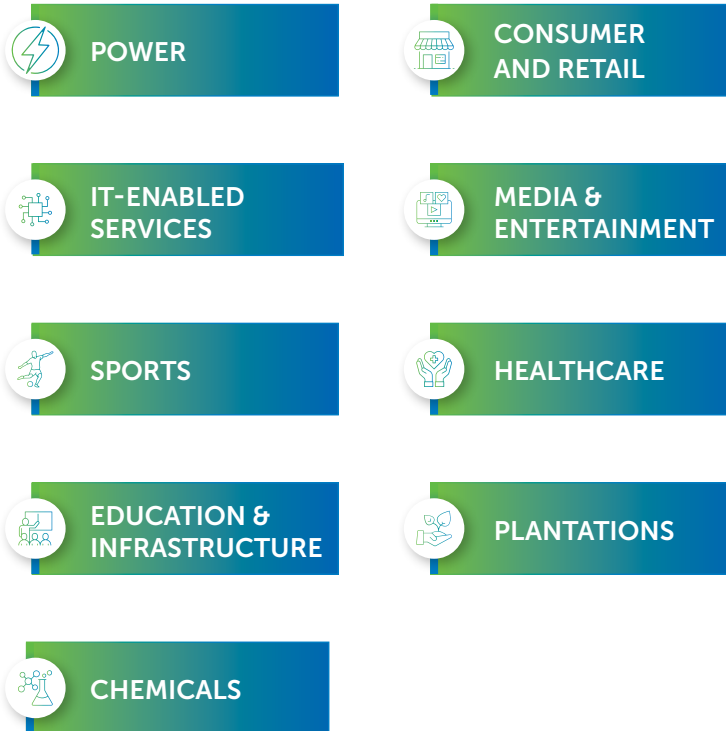 POWER
CONSUMER
AND RETAIL
IT-ENABLED
SERVICES
MEDIA &
ENTERTAINMENT
SPORTS
HEALTHCARE
EDUCATION &
INFRASTRUCTURE
PLANTATIONS
CHEMICALS